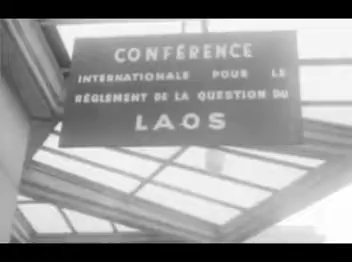 CONFÉRENCE
INTERNATIONALE POUR LE
RÈGLEMENT DE LA QUESTION DU
LAOS